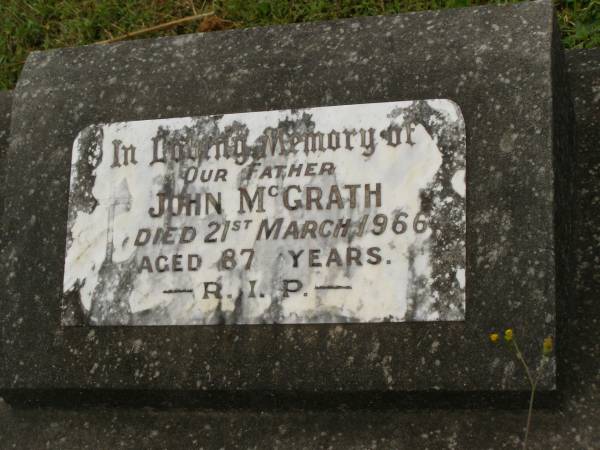 In Loving Memory of
OUR FATHER
JOHN McGRATH
DIED 21ST MARCH, 1966
AGED 87 YEARS.
— R. I. P. —